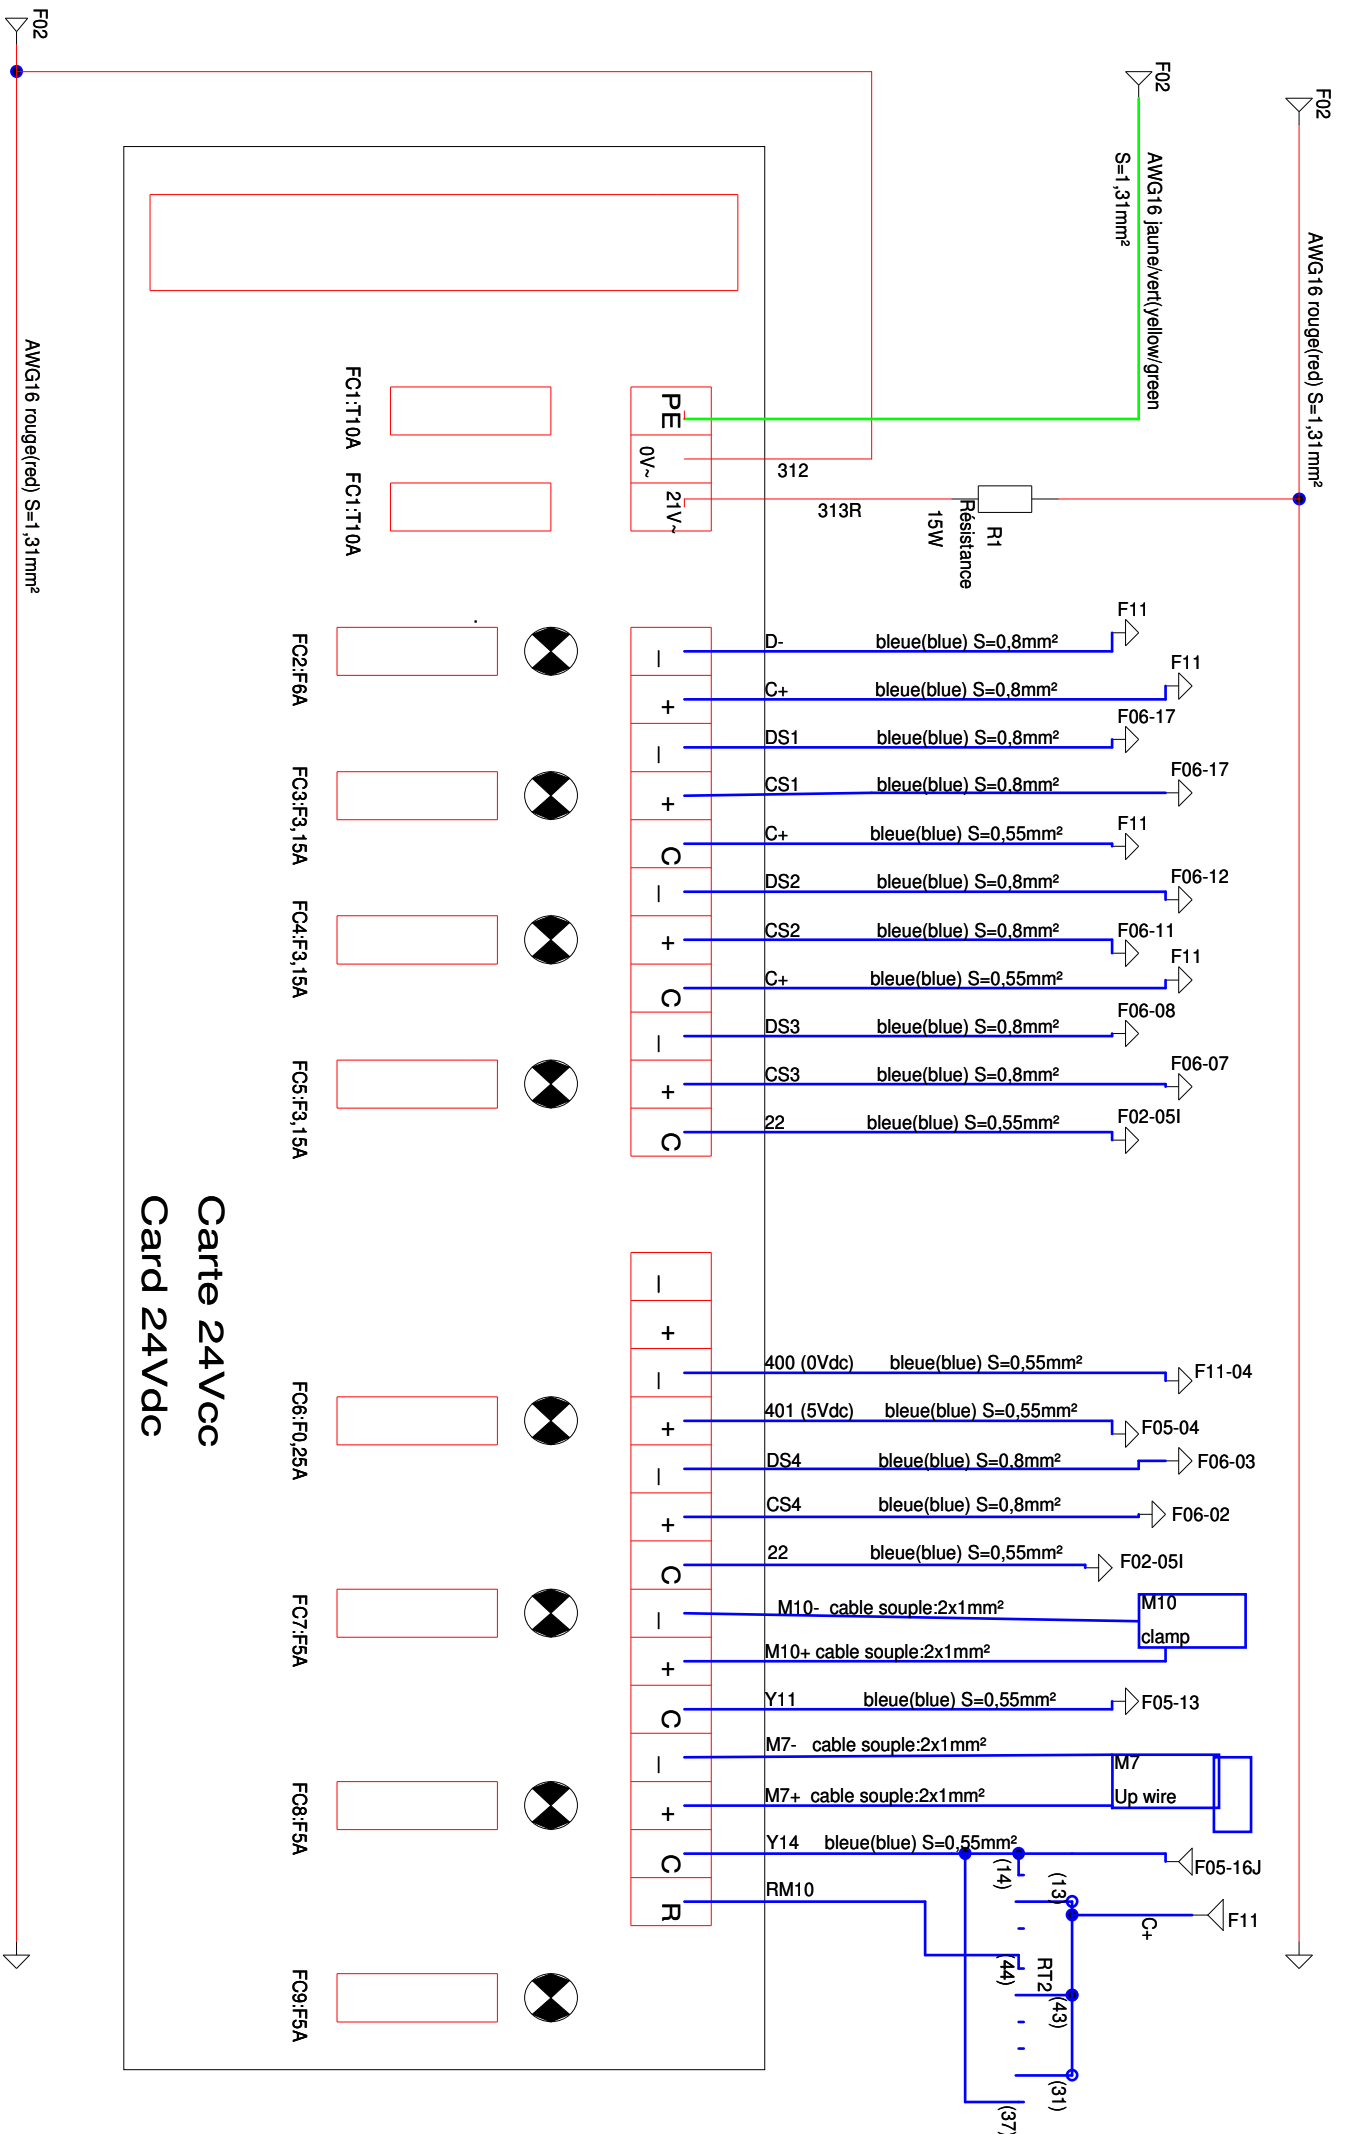 F02
F02
F02
AWG16 jaune/vert(yellow/green
S=1,31mm²
AWG16 rouge(red) S=1,31mm²
AWG16 rouge(red) S=1,31mm²
FC1:T10A
FC1:T10A
PE
0V~
21V~
312
313R
R1
Résistance
15W
FC2:F6A
FC3:F3,15A
FC4:F3,15A
FC5:F3,15A
– D- bleue(blue) S=0,8mm² F11
+ C+ bleue(blue) S=0,8mm² F11
– DS1 bleue(blue) S=0,8mm² F06-17
+ CS1 bleue(blue) S=0,8mm² F06-17
C C+ bleue(blue) S=0,55mm² F11
– DS2 bleue(blue) S=0,8mm² F06-12
+ CS2 bleue(blue) S=0,8mm² F06-11
C C+ bleue(blue) S=0,55mm² F11
– DS3 bleue(blue) S=0,8mm² F06-08
+ CS3 bleue(blue) S=0,8mm² F06-07
C 22 bleue(blue) S=0,55mm² F02-05I
Carte 24Vcc
Card 24Vdc
–
+
– 400 (0Vdc) bleue(blue) S=0,55mm² F11-04
+ 401 (5Vdc) bleue(blue) S=0,55mm² F05-04
– DS4 bleue(blue) S=0,8mm² F06-03
+ CS4 bleue(blue) S=0,8mm² F06-02
C 22 bleue(blue) S=0,55mm² F02-05I
– M10- cable souple:2x1mm²
+ M10+ cable souple:2x1mm²
M10
clamp
C Y11 bleue(blue) S=0,55mm² F05-13
– M7- cable souple:2x1mm²
+ M7+ cable souple:2x1mm²
M7
Up wire
C Y14 bleue(blue) S=0,55mm² F05-16J
R RM10
(14)
(13)
C+
F11
(44)
RT2
(43)
(31)
(37)
FC6:F0,25A
FC7:F5A
FC8:F5A
FC9:F5A